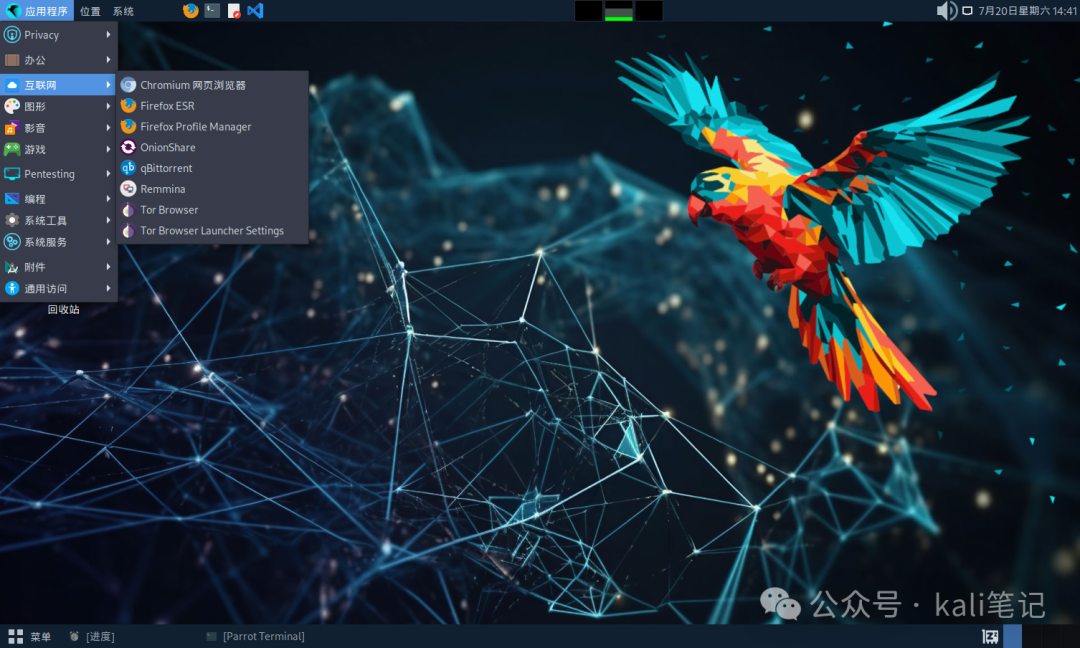 应用程序 位置 系统
7月20日星期六 14:41
Privacy
办公
互联网
图形
影音
游戏
Pentesting
编程
系统工具
系统服务
附件
通用访问
Chromium 网页浏览器
Firefox ESR
Firefox Profile Manager
OnionShare
qBittorrent
Remmina
Tor Browser
Tor Browser Launcher Settings
回收站
公众号 · kali笔记
菜单 [进度] [Parrot Terminal]